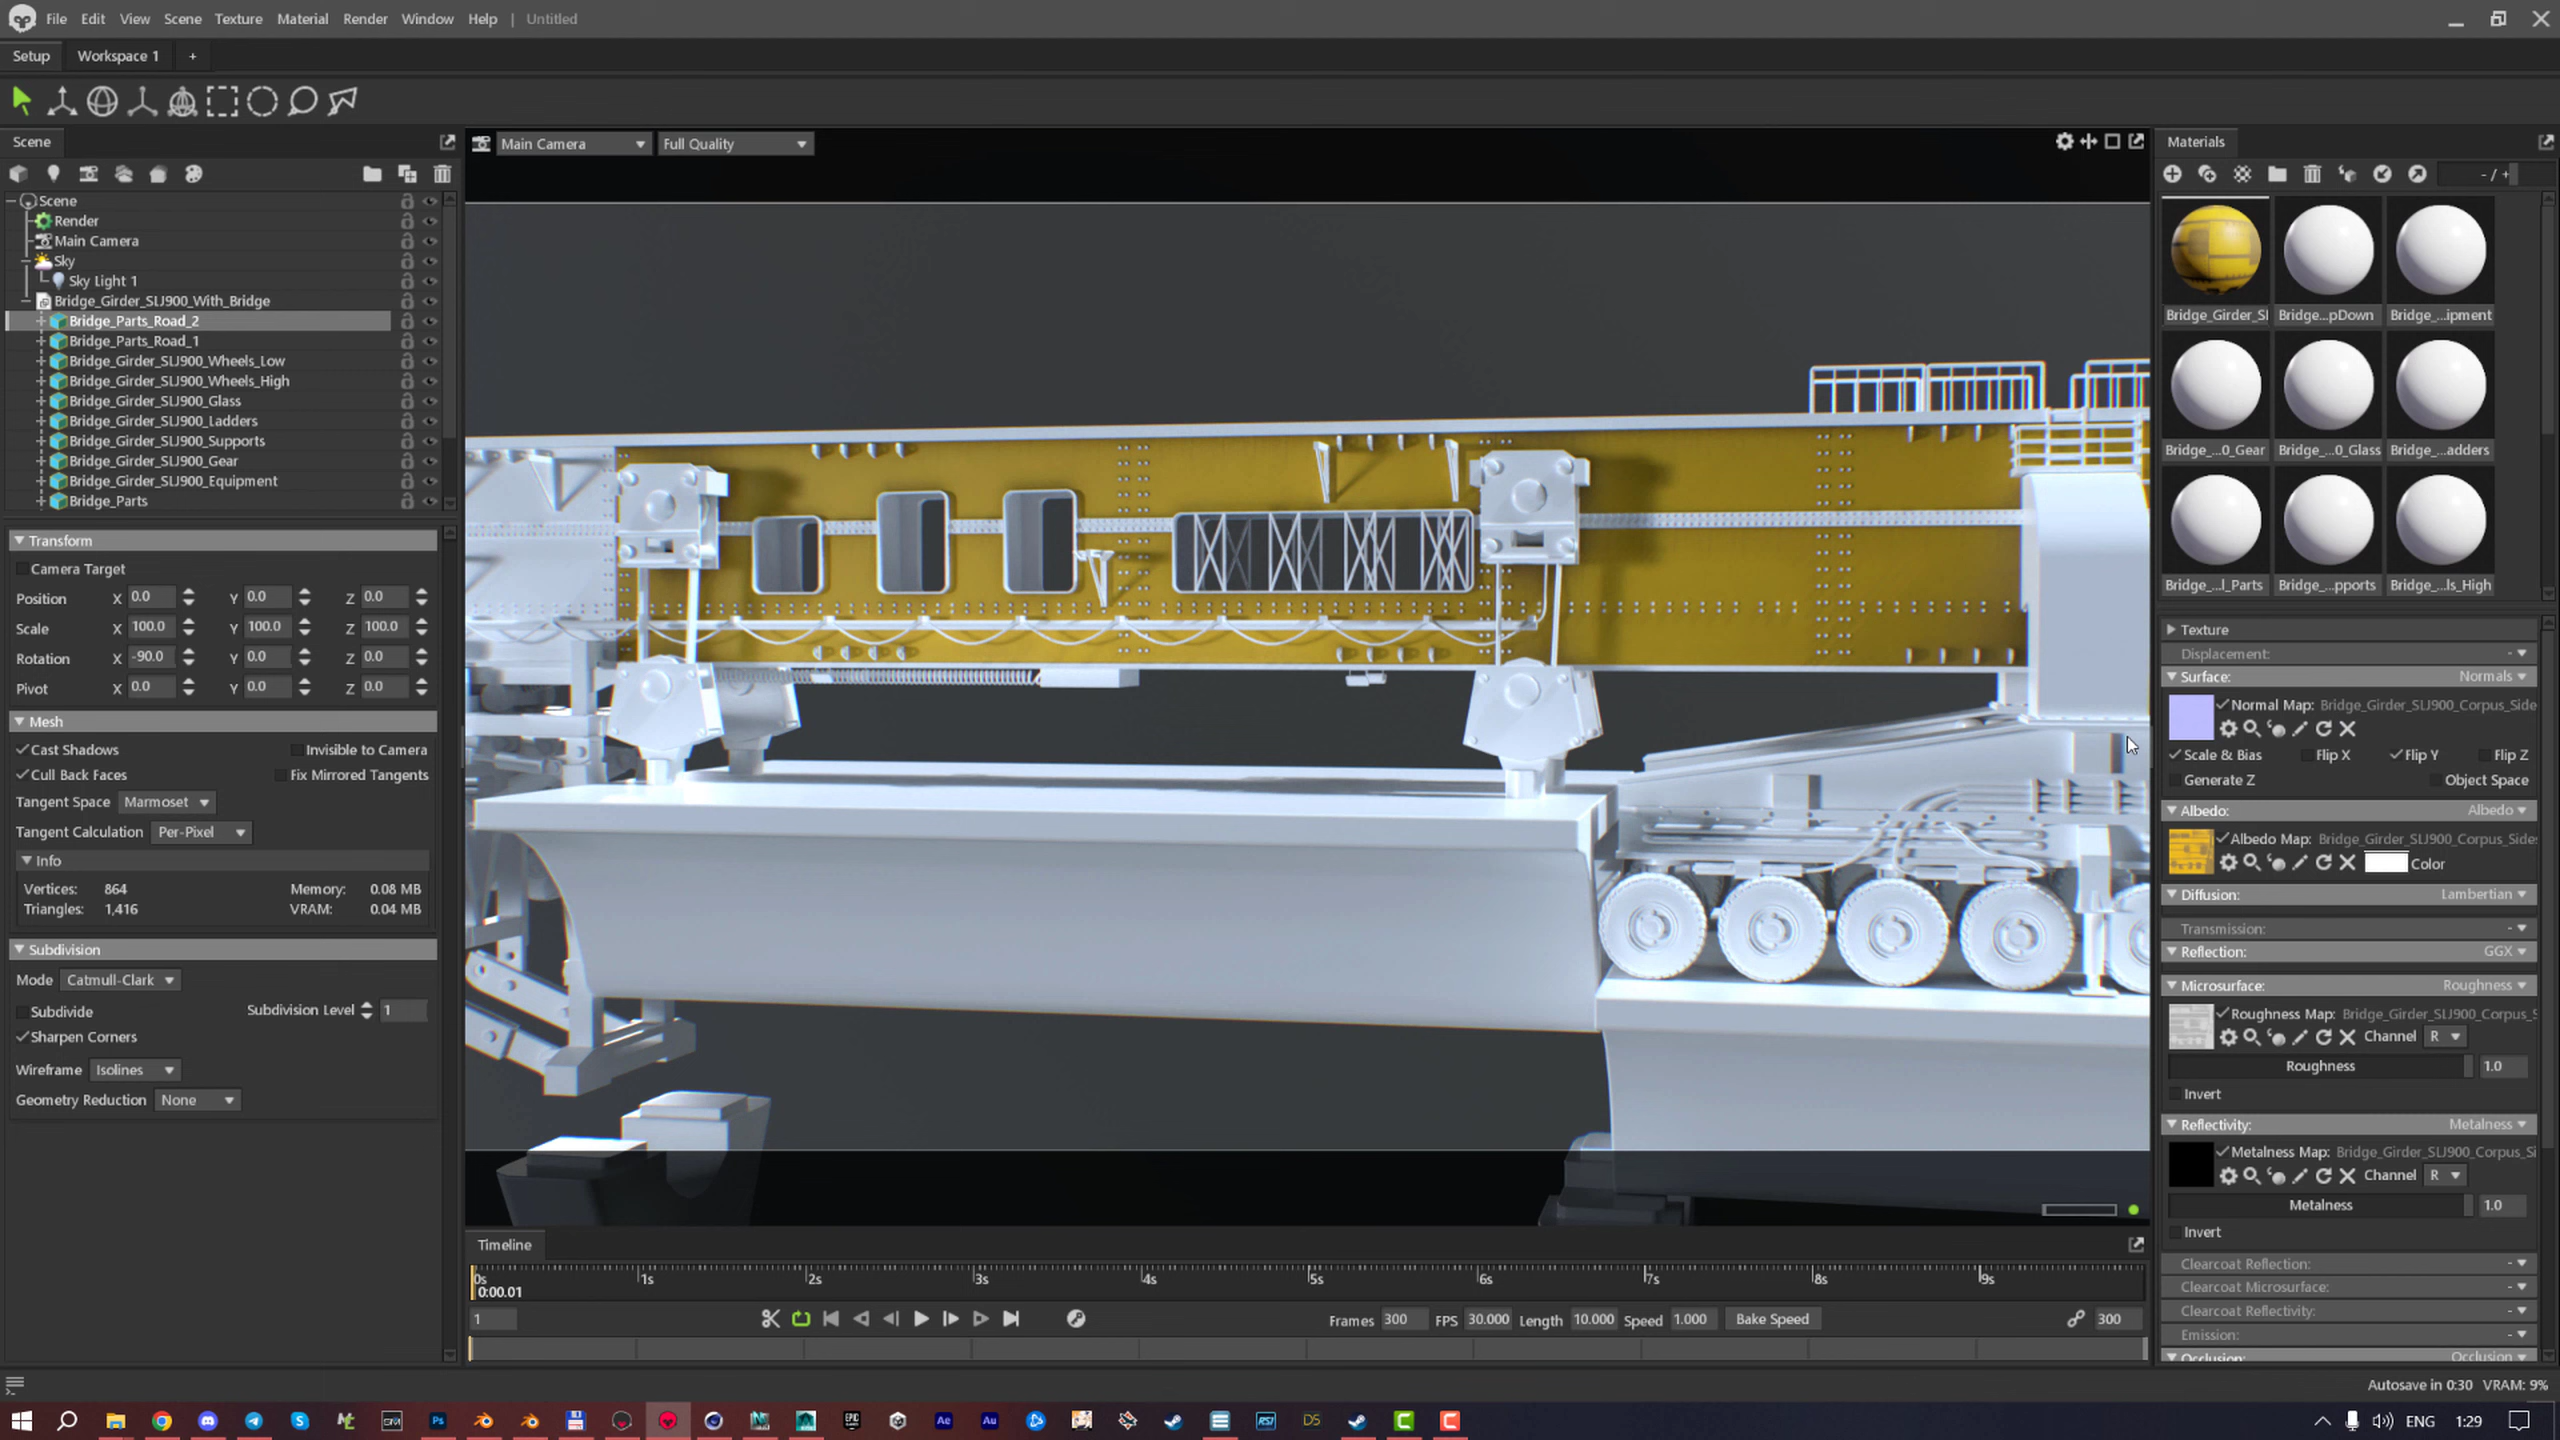 File Edit View Scene Texture Material Render Window Help | Untitled
Setup Workspace 1 +
Scene
Main Camera Full Quality
Materials
- / +
Scene
Render
Main Camera
Sky
Sky Light 1
Bridge_Girder_SLJ900_With_Bridge
Bridge_Parts_Road_2
Bridge_Parts_Road_1
Bridge_Girder_SLJ900_Wheels_Low
Bridge_Girder_SLJ900_Wheels_High
Bridge_Girder_SLJ900_Glass
Bridge_Girder_SLJ900_Ladders
Bridge_Girder_SLJ900_Supports
Bridge_Girder_SLJ900_Gear
Bridge_Girder_SLJ900_Equipment
Bridge_Parts
Transform
Camera Target
Position X 0.0 Y 0.0 Z 0.0
Scale X 100.0 Y 100.0 Z 100.0
Rotation X -90.0 Y 0.0 Z 0.0
Pivot X 0.0 Y 0.0 Z 0.0
Mesh
Cast Shadows Invisible to Camera
Cull Back Faces Fix Mirrored Tangents
Tangent Space Marmoset
Tangent Calculation Per-Pixel
Info
Vertices: 864 Memory: 0.08 MB
Triangles: 1,416 VRAM: 0.04 MB
Subdivision
Mode Catmull-Clark
Subdivide Subdivision Level 1
Sharpen Corners
Wireframe Isolines
Geometry Reduction None
Bridge_Girder_Sl Bridge...pDown Bridge_...ipment
Bridge_...0_Gear Bridge_...0_Glass Bridge_...adders
Bridge_...l_Parts Bridge_...pports Bridge_...ls_High
Texture
Displacement: -
Surface: Normals
Normal Map: Bridge_Girder_SLJ900_Corpus_Side
Scale & Bias Flip X Flip Y Flip Z
Generate Z Object Space
Albedo: Albedo
Albedo Map: Bridge_Girder_SLJ900_Corpus_Side
Color
Diffusion: Lambertian
Transmission: -
Reflection: GGX
Microsurface: Roughness
Roughness Map: Bridge_Girder_SLJ900_Corpus_S
Channel R
Roughness 1.0
Invert
Reflectivity: Metalness
Metalness Map: Bridge_Girder_SLJ900_Corpus_Si
Channel R
Metalness 1.0
Invert
Clearcoat Reflection: -
Clearcoat Microsurface: -
Clearcoat Reflectivity: -
Emission: -
Occlusion: Occlusion
Timeline
0s 1s 2s 3s 4s 5s 6s 7s 8s 9s
0:00.01
1 Frames 300 FPS 30.000 Length 10.000 Speed 1.000 Bake Speed 300
Autosave in 0:30 VRAM: 9%
Ps EPIC GAMES Ae Au RSI DS ENG 1:29